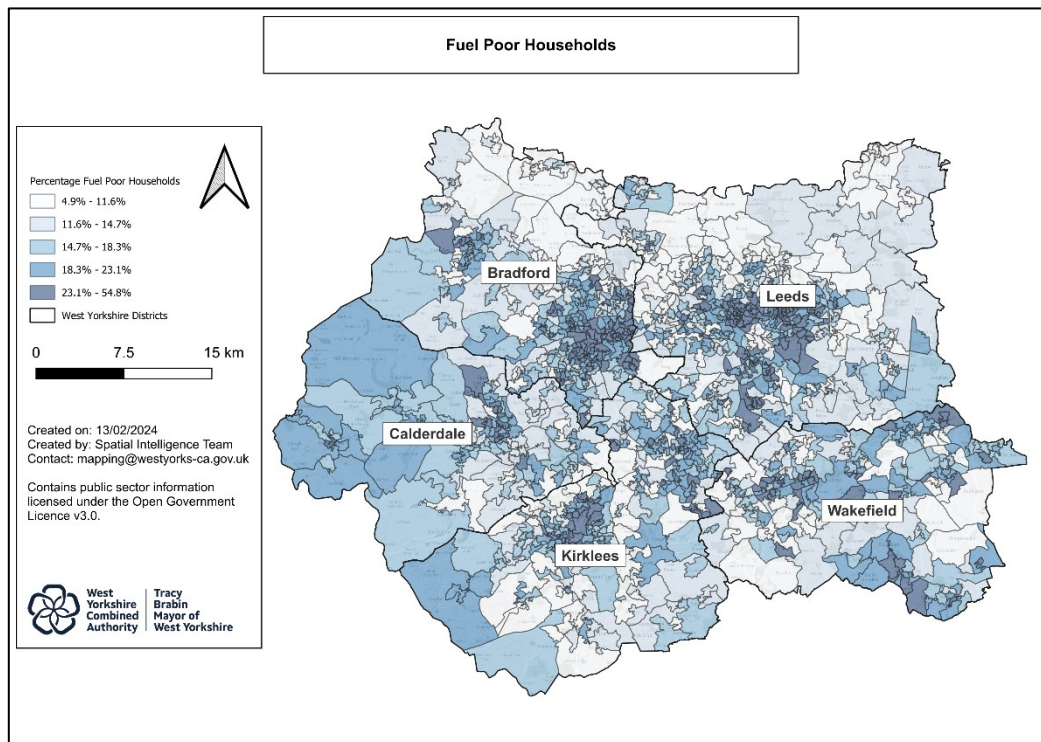 Fuel Poor Households
Percentage Fuel Poor Households
4.9% - 11.6%
11.6% - 14.7%
14.7% - 18.3%
18.3% - 23.1%
23.1% - 54.8%
West Yorkshire Districts
0 7.5 15 km
Created on: 13/02/2024
Created by: Spatial Intelligence Team
Contact: mapping@westyorks-ca.gov.uk
Contains public sector information
licensed under the Open Government
Licence v3.0.
West
Yorkshire
Combined
Authority
Tracy
Brabin
Mayor of
West Yorkshire
Bradford
Leeds
Calderdale
Wakefield
Kirklees